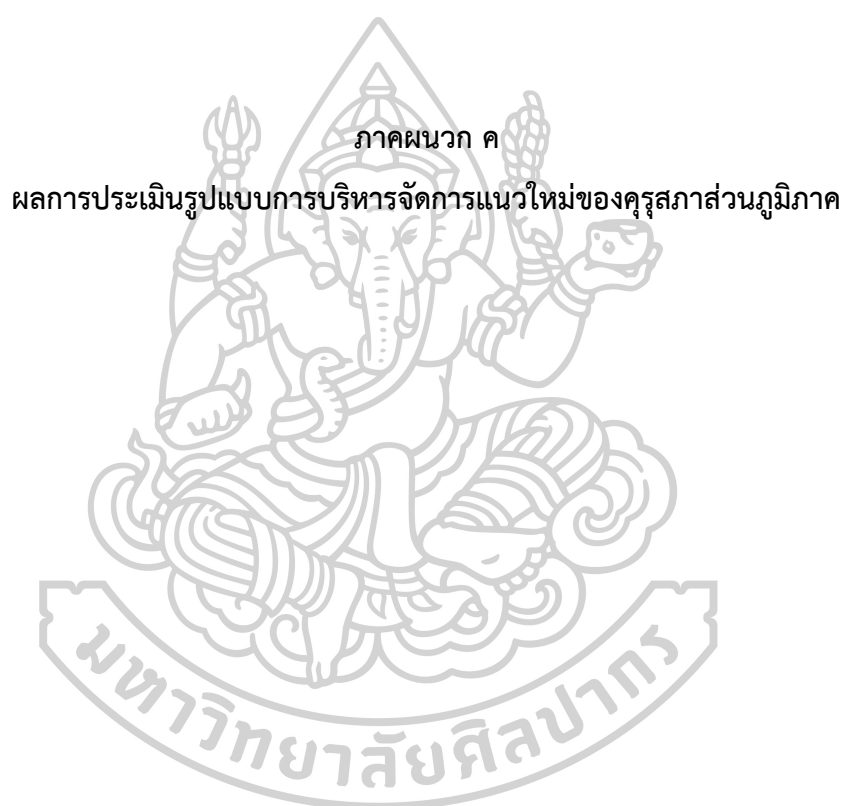 ภาคผนวก ค
ผลการประเมินรูปแบบการบริหารจัดการแนวใหม่ของคุรุสภาส่วนภูมิภาค
มหาวิทยาลัยศิลปากร